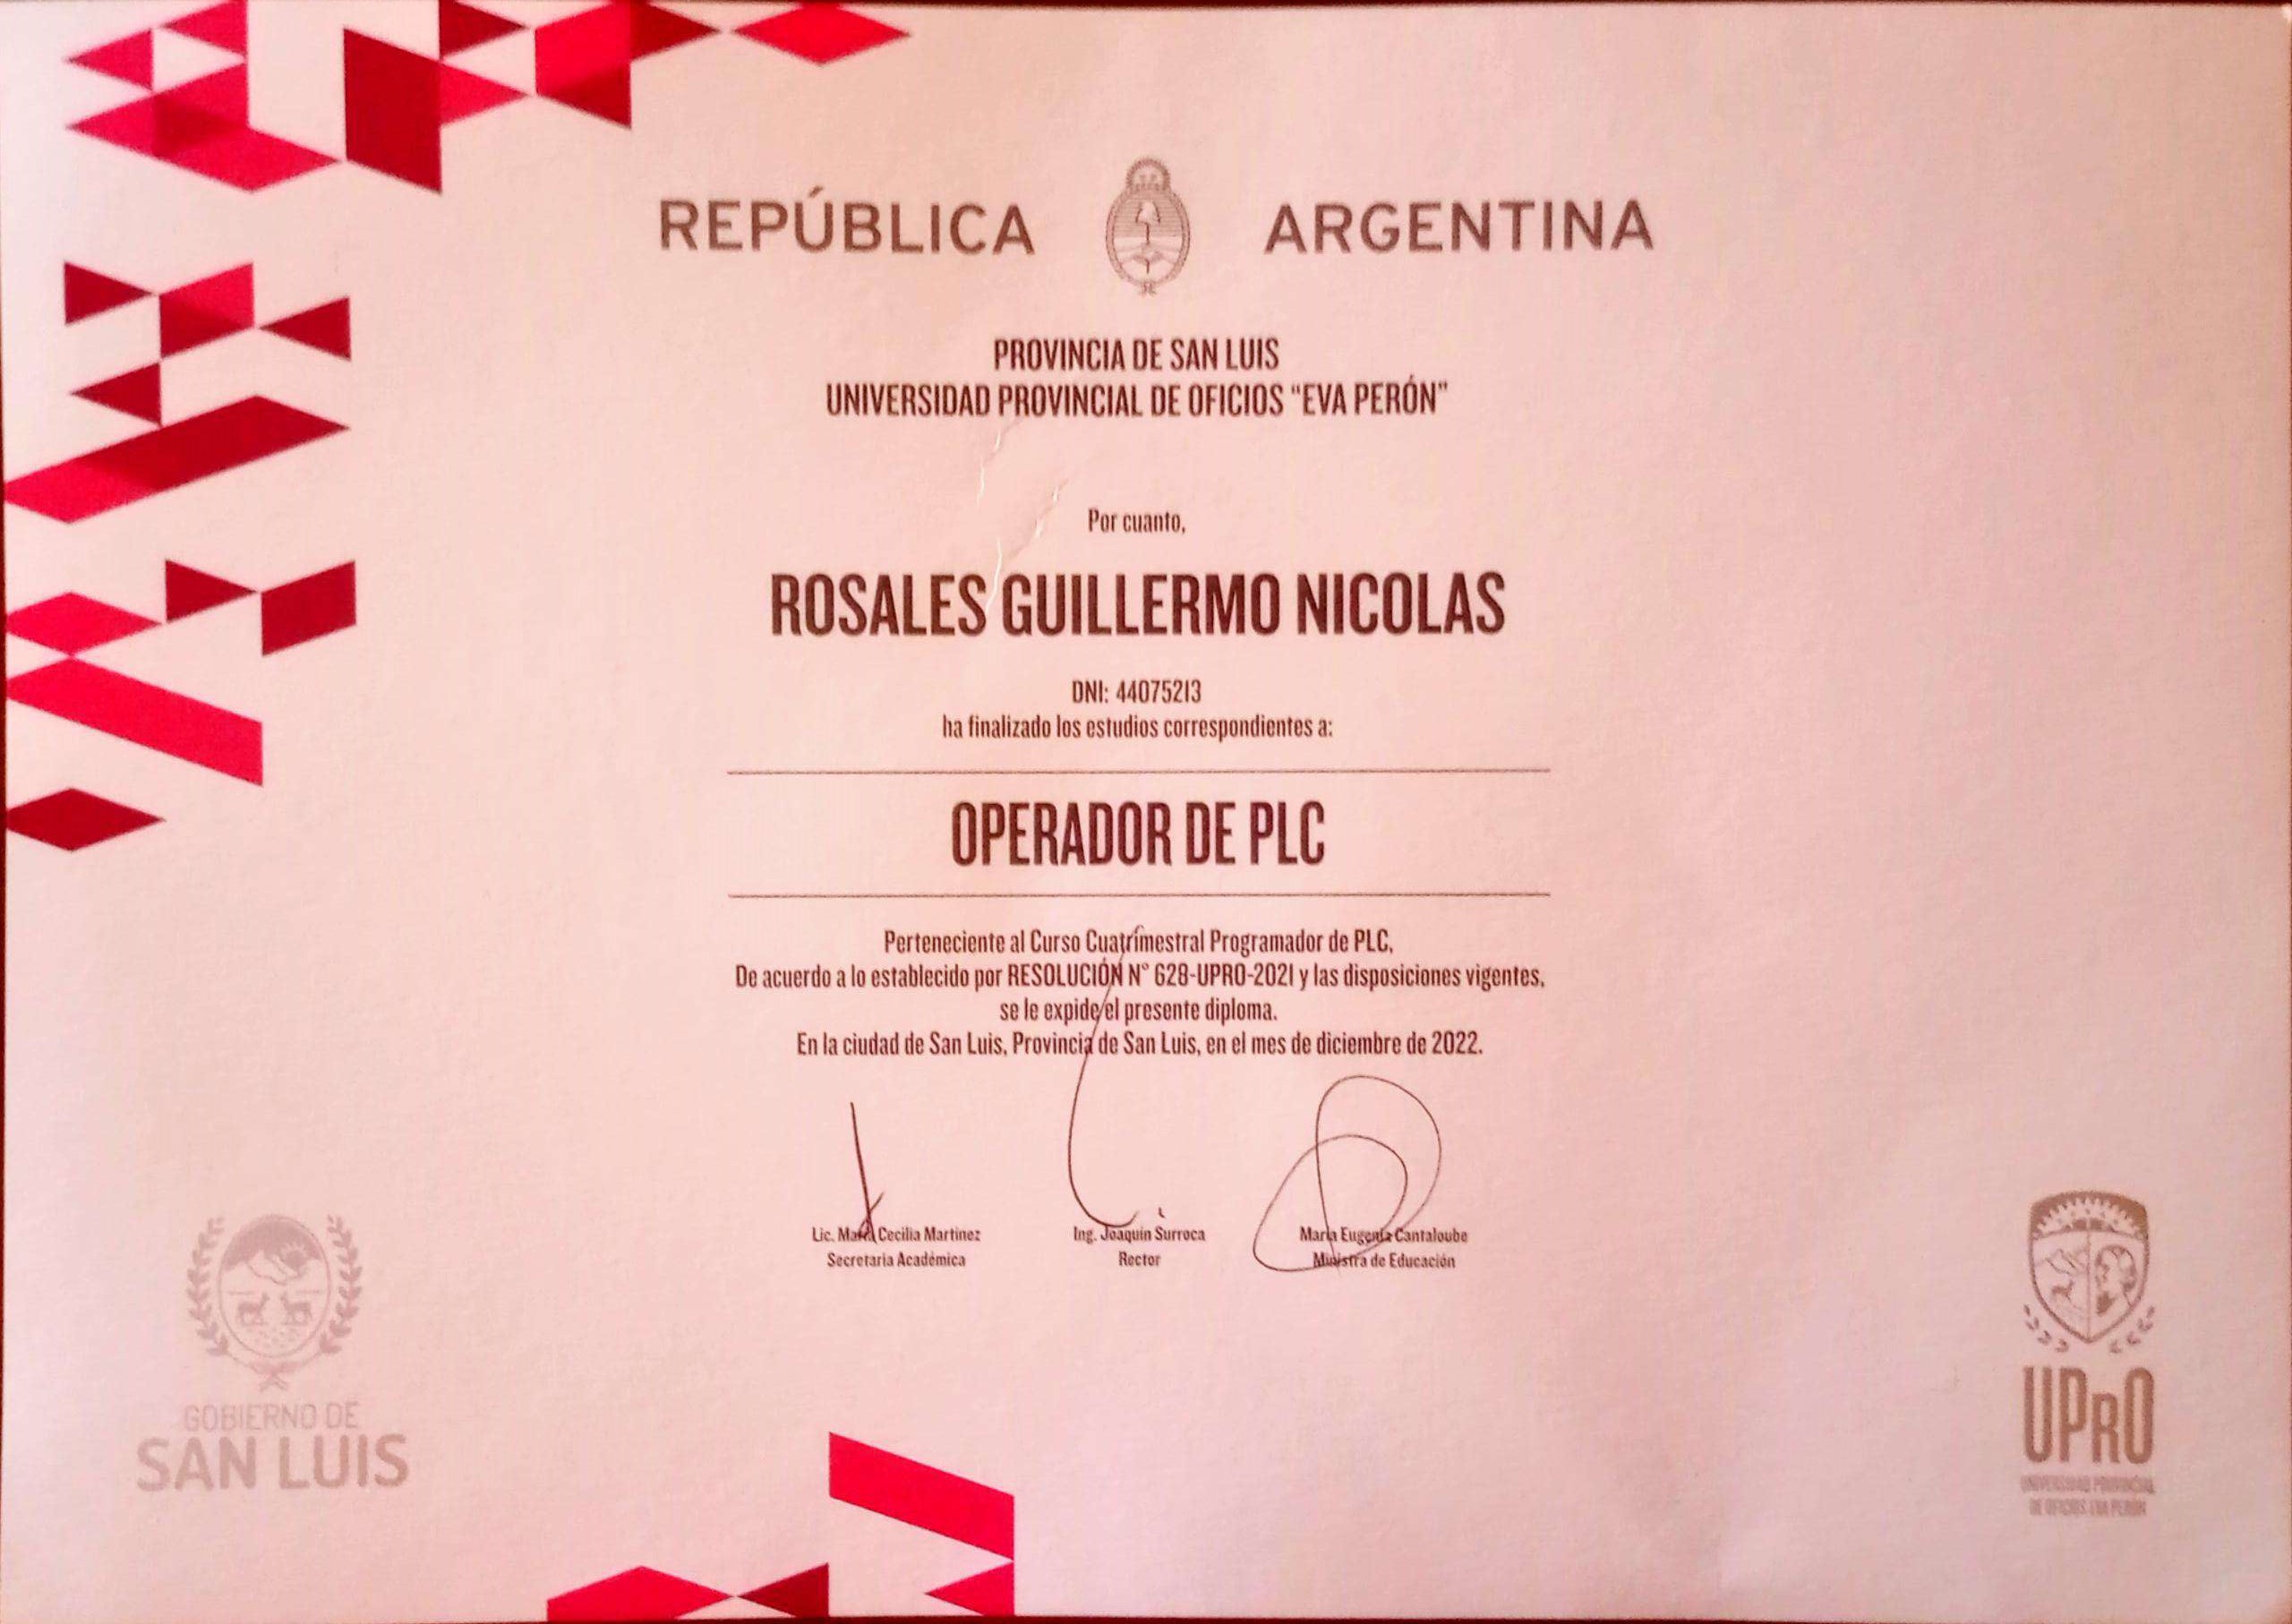 REPÚBLICA ARGENTINA
PROVINCIA DE SAN LUIS
UNIVERSIDAD PROVINCIAL DE OFICIOS "EVA PERÓN"
Por cuanto,
ROSALES GUILLERMO NICOLAS
DNI: 44075213
ha finalizado los estudios correspondientes a:
OPERADOR DE PLC
Perteneciente al Curso Cuatrimestral Programador de PLC,
De acuerdo a lo establecido por RESOLUCIÓN N° 628-UPRO-2021 y las disposiciones vigentes,
se le expide el presente diploma.
En la ciudad de San Luis, Provincia de San Luis, en el mes de diciembre de 2022.
Lic. María Cecilia Martinez
Secretaria Académica
Ing. Joaquín Surroca
Rector
María Eugenia Cantaloube
Ministra de Educación
GOBIERNO DE
SAN LUIS
UPrO
UNIVERSIDAD PROVINCIAL
DE OFICIOS EVA PERÓN